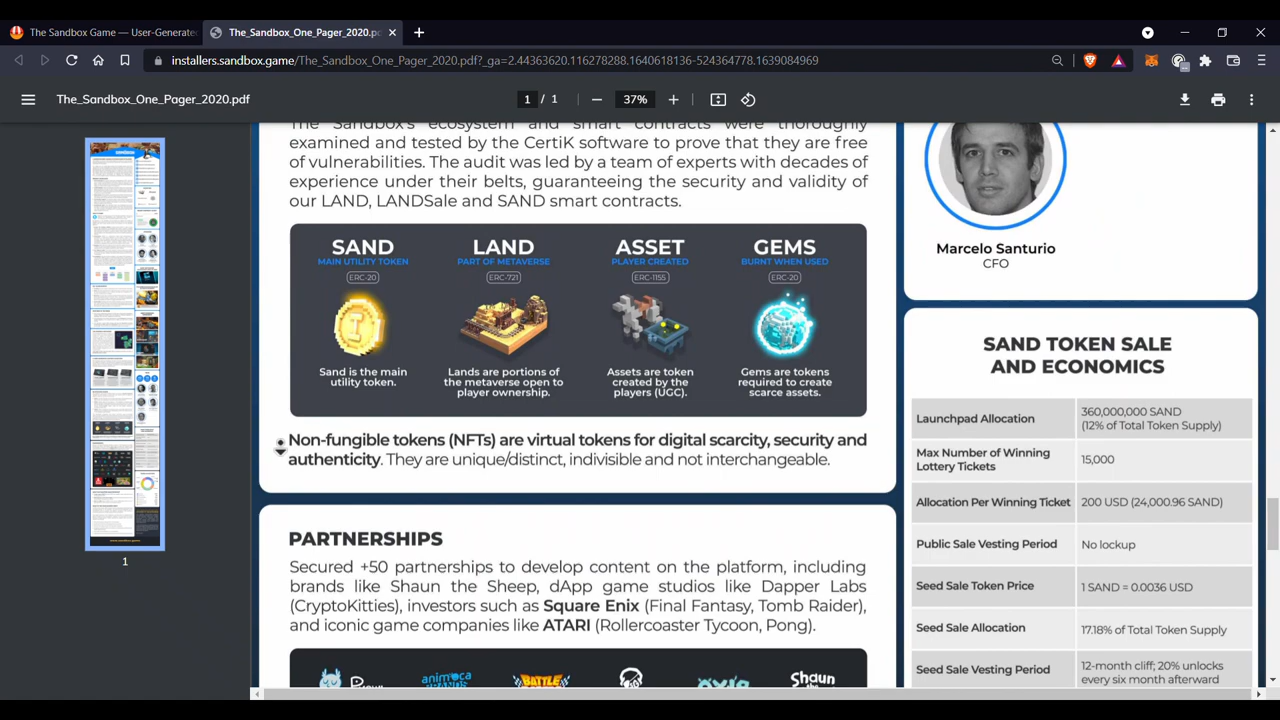 The Sandbox Game — User-Generate
The_Sandbox_One_Pager_2020.pd
installers.sandbox.game/The_Sandbox_One_Pager_2020.pdf?_ga=2.44363620.116278288.1640618136-524364778.1639084969
The_Sandbox_One_Pager_2020.pdf
1 / 1
37%
The Sandbox's ecosystem and smart contracts were thoroughly
examined and tested by the CertiK software to prove that they are free
of vulnerabilities. The audit was led by a team of experts with decades of
experience under their belts, guaranteeing the security and validity of
our LAND, LANDSale and SAND smart contracts.
SAND
MAIN UTILITY TOKEN
ERC-20
Sand is the main
utility token.
LAND
PART OF METAVERSE
ERC-721
Lands are portions of
the metaverse open to
player ownership.
ASSET
PLAYER CREATED
ERC-1155
Assets are token
created by the
players (UGC).
GEMS
BURNT WHEN USED
ERC-20
Gems are tokens
required to create
scarce assets.
Non-fungible tokens (NFTs) are virtual tokens for digital scarcity, security and
authenticity. They are unique/distinct, indivisible and not interchangeable.
PARTNERSHIPS
Secured +50 partnerships to develop content on the platform, including
brands like Shaun the Sheep, dApp game studios like Dapper Labs
(CryptoKitties), investors such as Square Enix (Final Fantasy, Tomb Raider),
and iconic game companies like ATARI (Rollercoaster Tycoon, Pong).
animoca
BRANDS
BATTLE
Shaun
the
Marcelo Santurio
CFO
SAND TOKEN SALE
AND ECONOMICS
Launchpad Allocation
360,000,000 SAND
(12% of Total Token Supply)
Max Number of Winning
Lottery Tickets
15,000
Allocation Per Winning Ticket
200 USD (24,000.96 SAND)
Public Sale Vesting Period
No lockup
Seed Sale Token Price
1 SAND = 0.0036 USD
Seed Sale Allocation
17.18% of Total Token Supply
Seed Sale Vesting Period
12-month cliff; 20% unlocks
every six month afterward
1